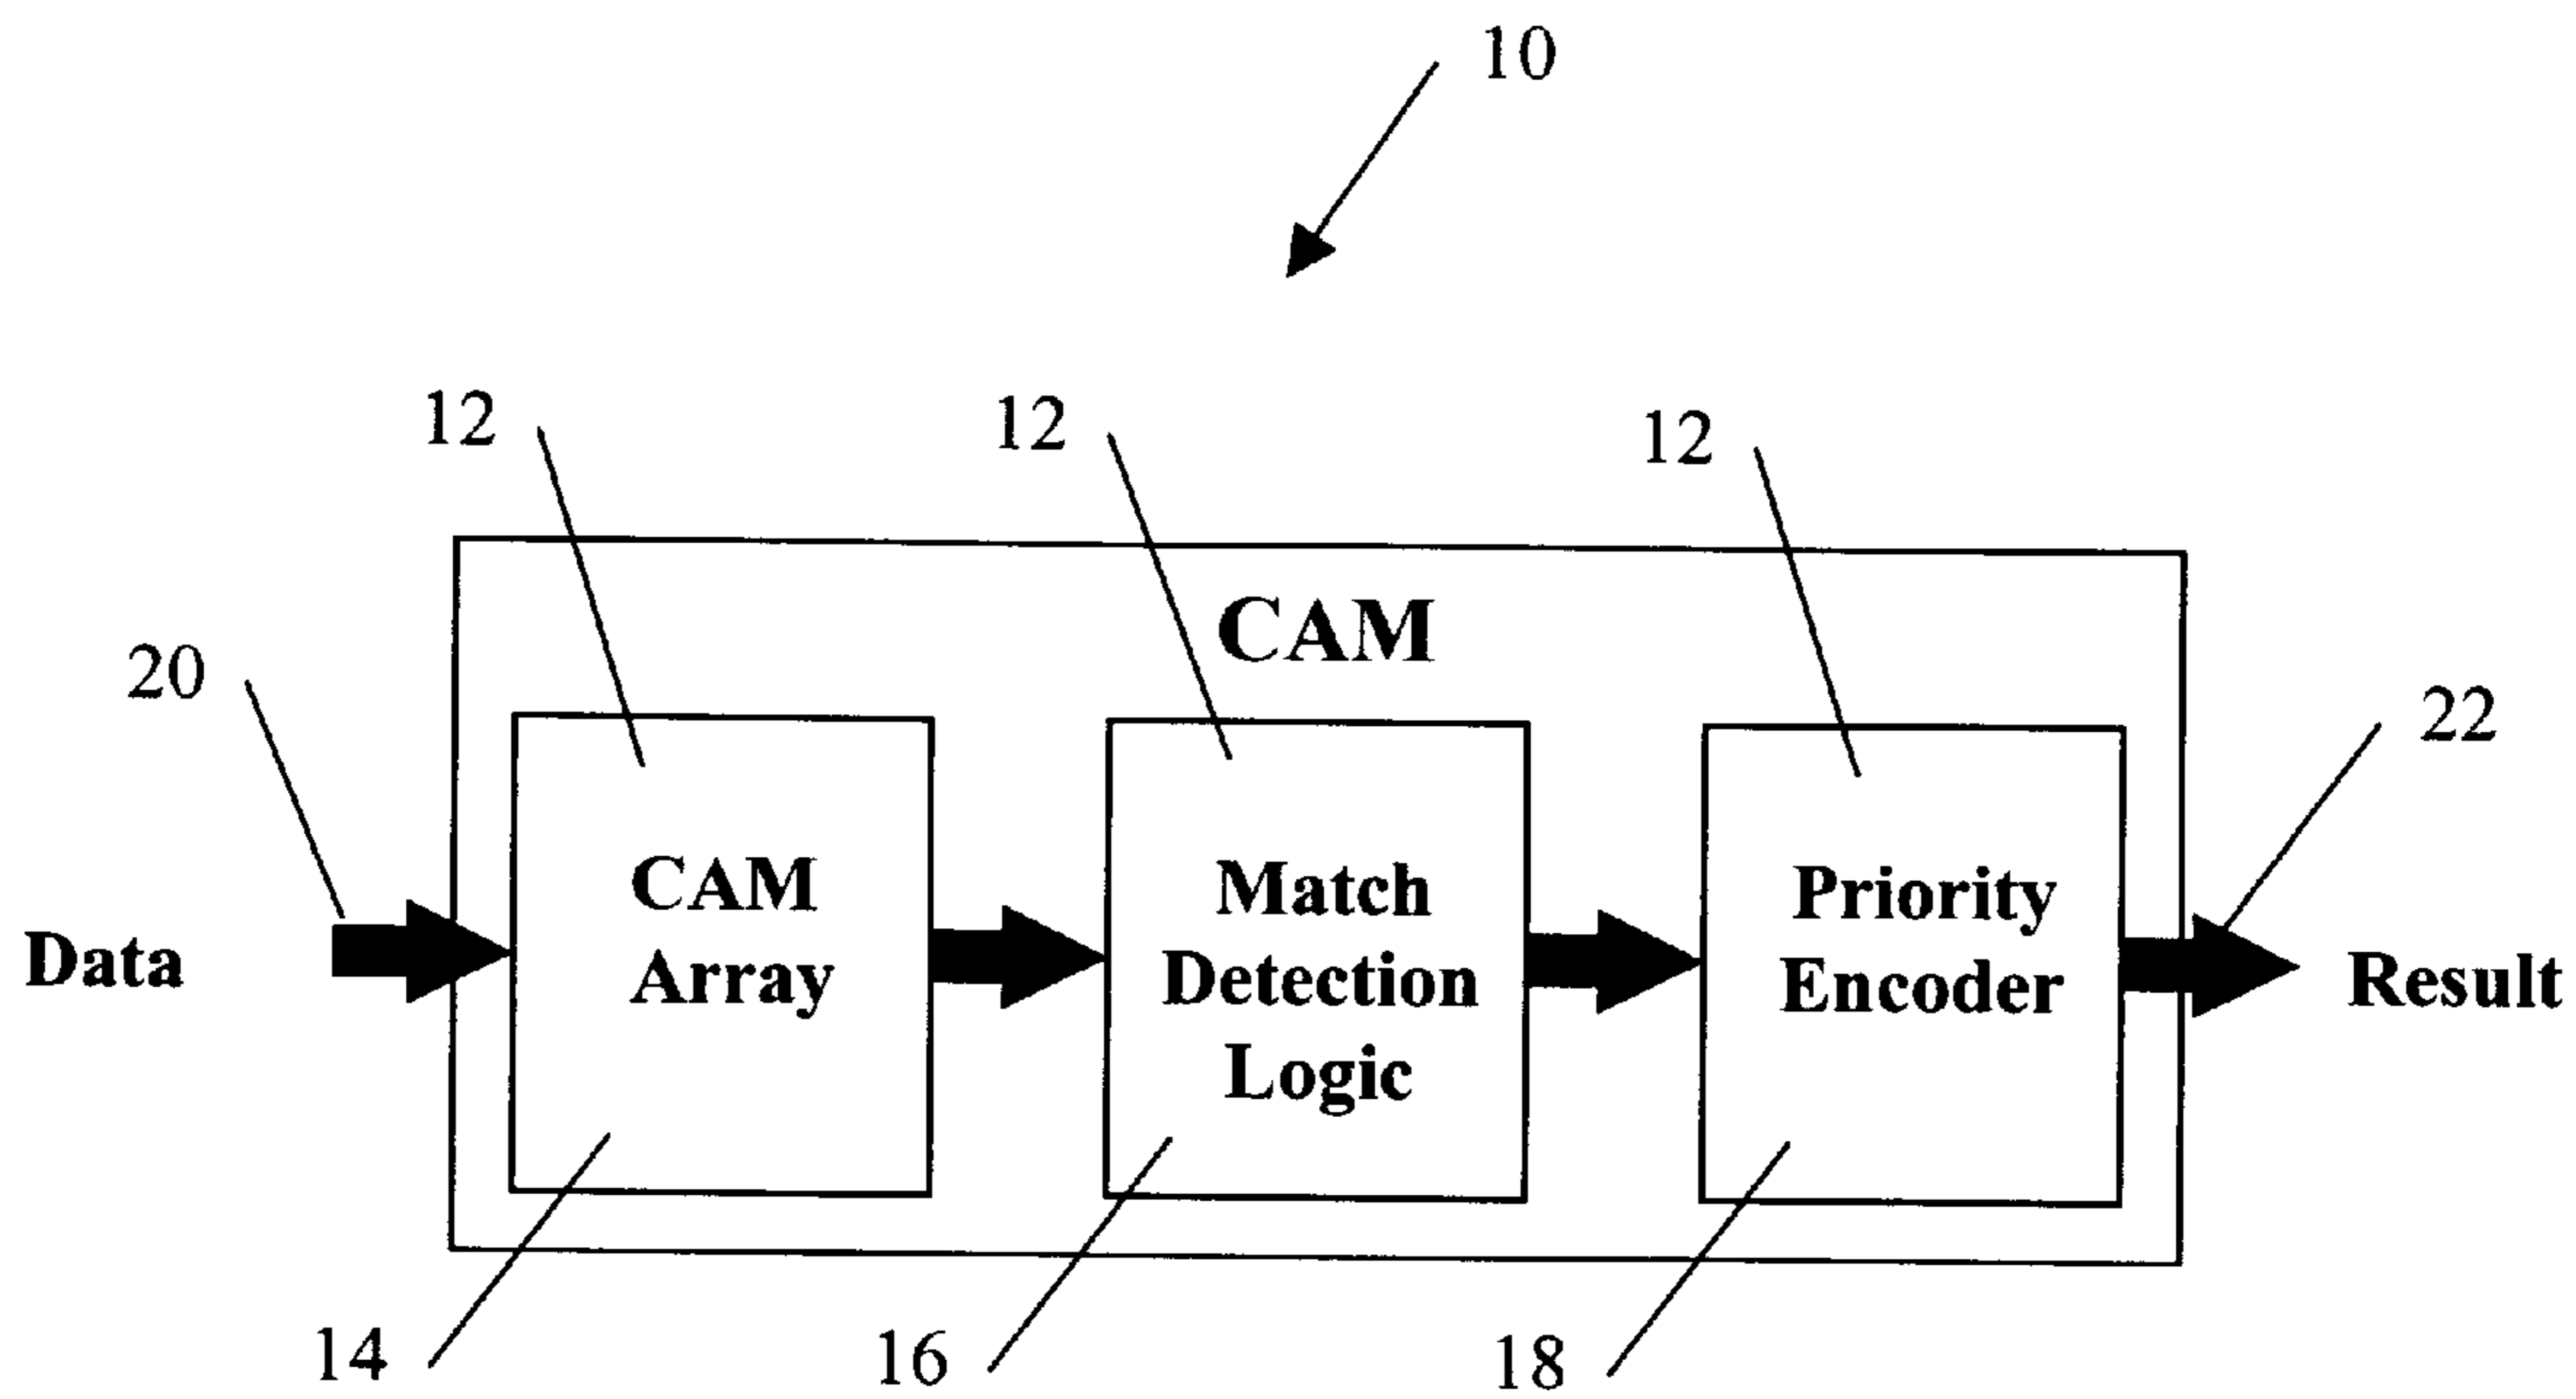 10
12
12
12
CAM
20
22
CAM
Array
Match
Detection
Logic
Priority
Encoder
Data
Result
14
16
18